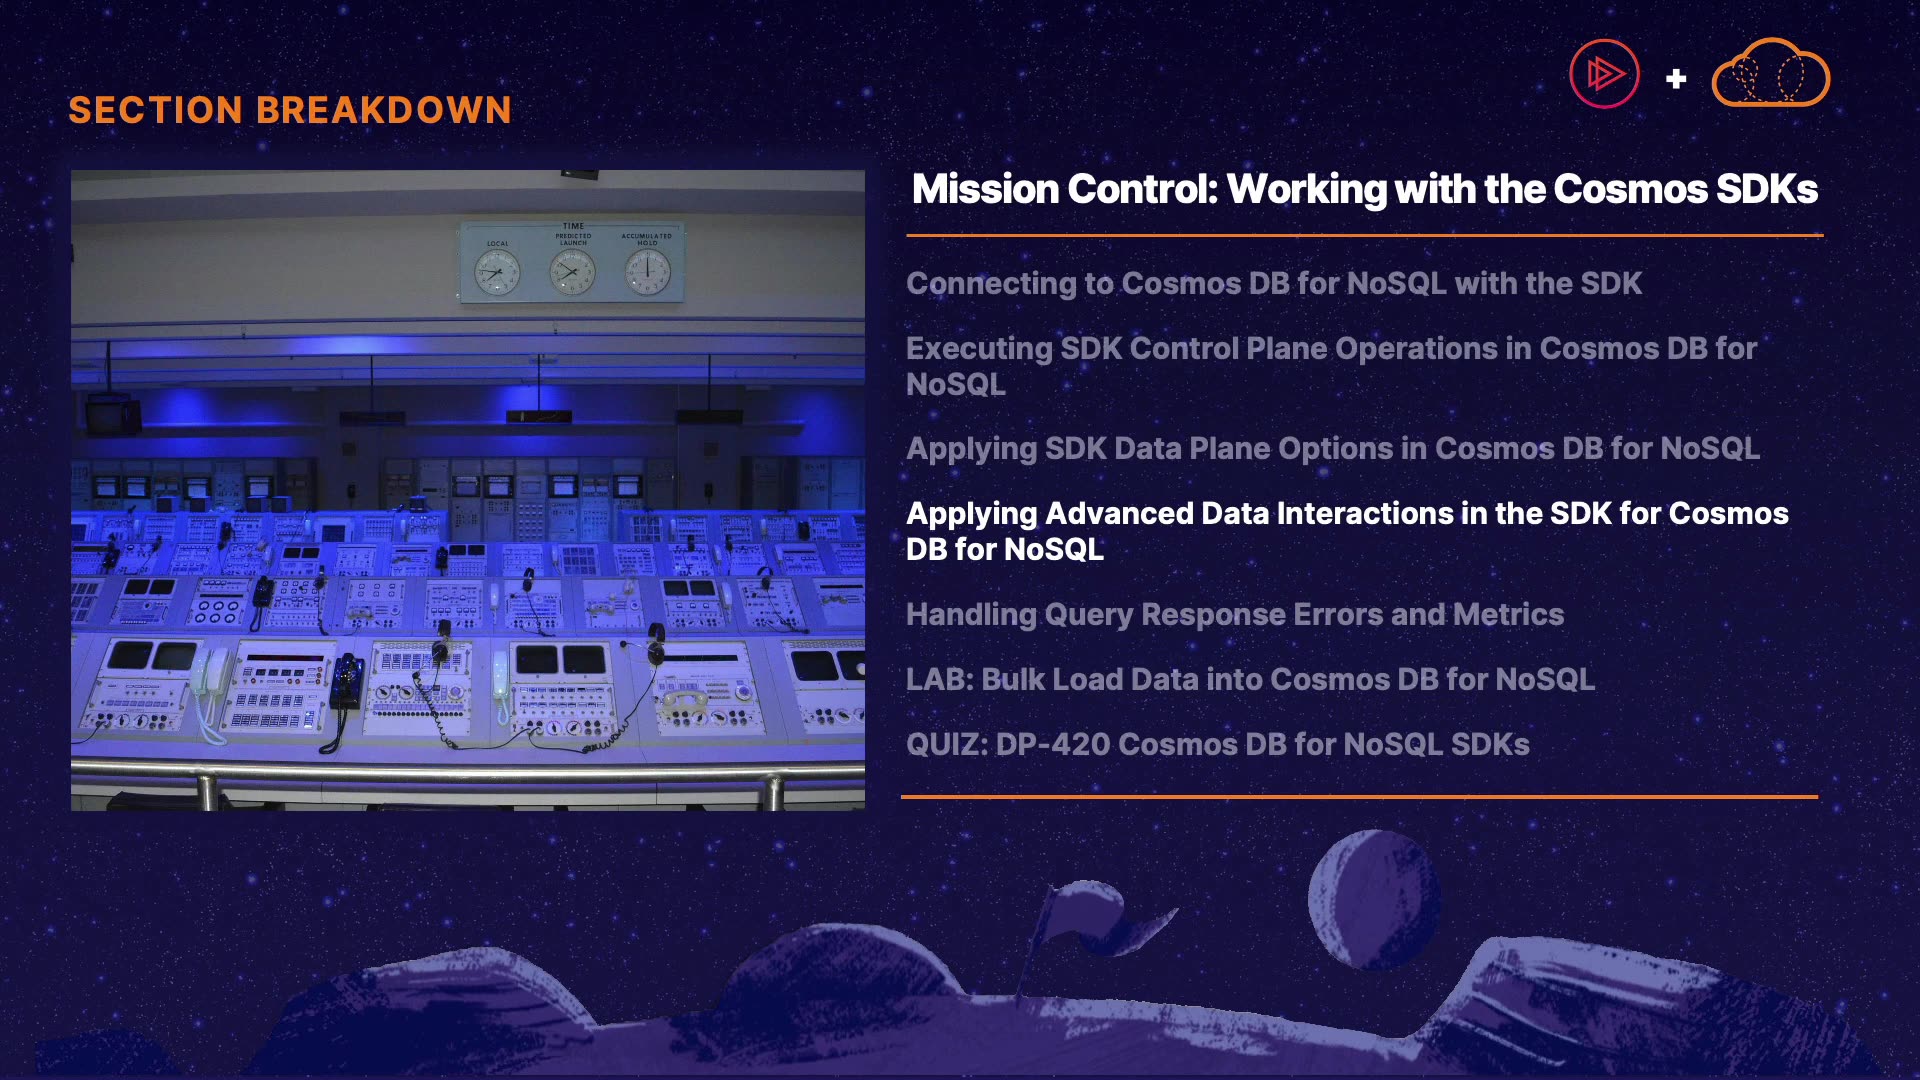 SECTION BREAKDOWN
TIME
LOCAL
PREDICTED
LAUNCH
ACCUMULATED
HOLD
Mission Control: Working with the Cosmos SDKs
Connecting to Cosmos DB for NoSQL with the SDK
Executing SDK Control Plane Operations in Cosmos DB for
NoSQL
Applying SDK Data Plane Options in Cosmos DB for NoSQL
Applying Advanced Data Interactions in the SDK for Cosmos
DB for NoSQL
Handling Query Response Errors and Metrics
LAB: Bulk Load Data into Cosmos DB for NoSQL
QUIZ: DP-420 Cosmos DB for NoSQL SDKs